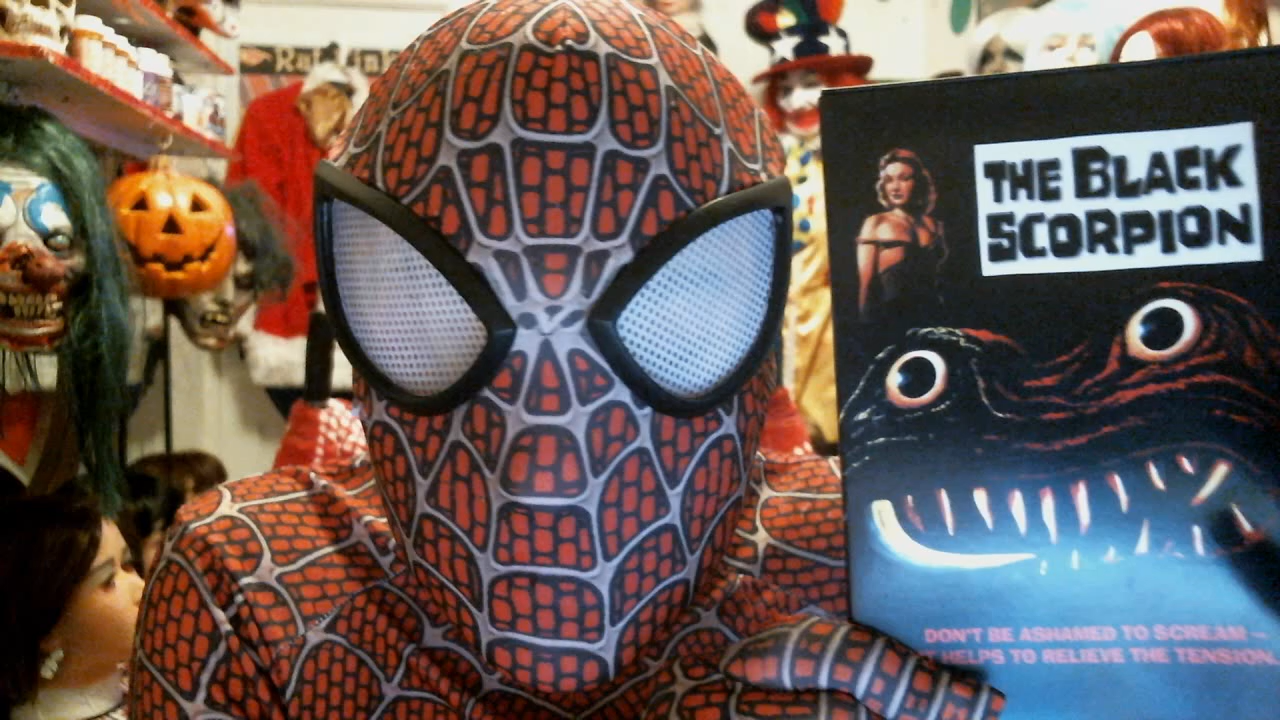 THE BLACK
SCORPION
DON'T BE ASHAMED TO SCREAM —
HELPS TO RELIEVE THE TENSION.